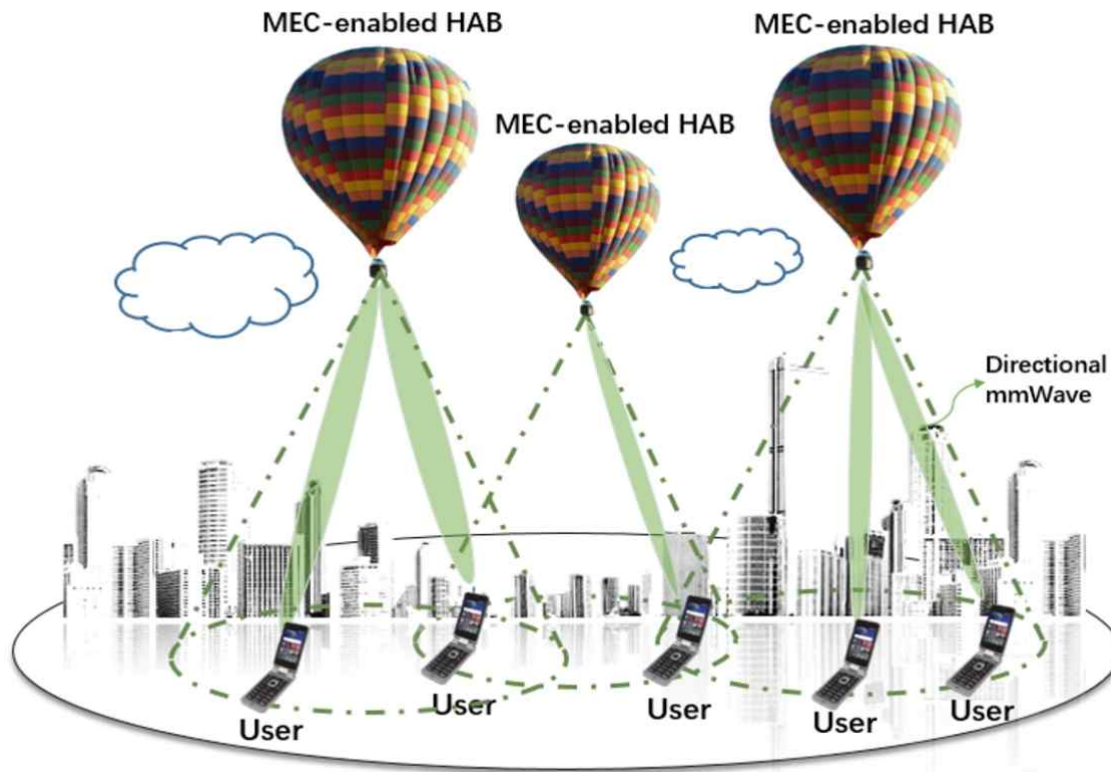 MEC-enabled HAB
MEC-enabled HAB
MEC-enabled HAB
Directional
mmWave
User
User
User
User
User